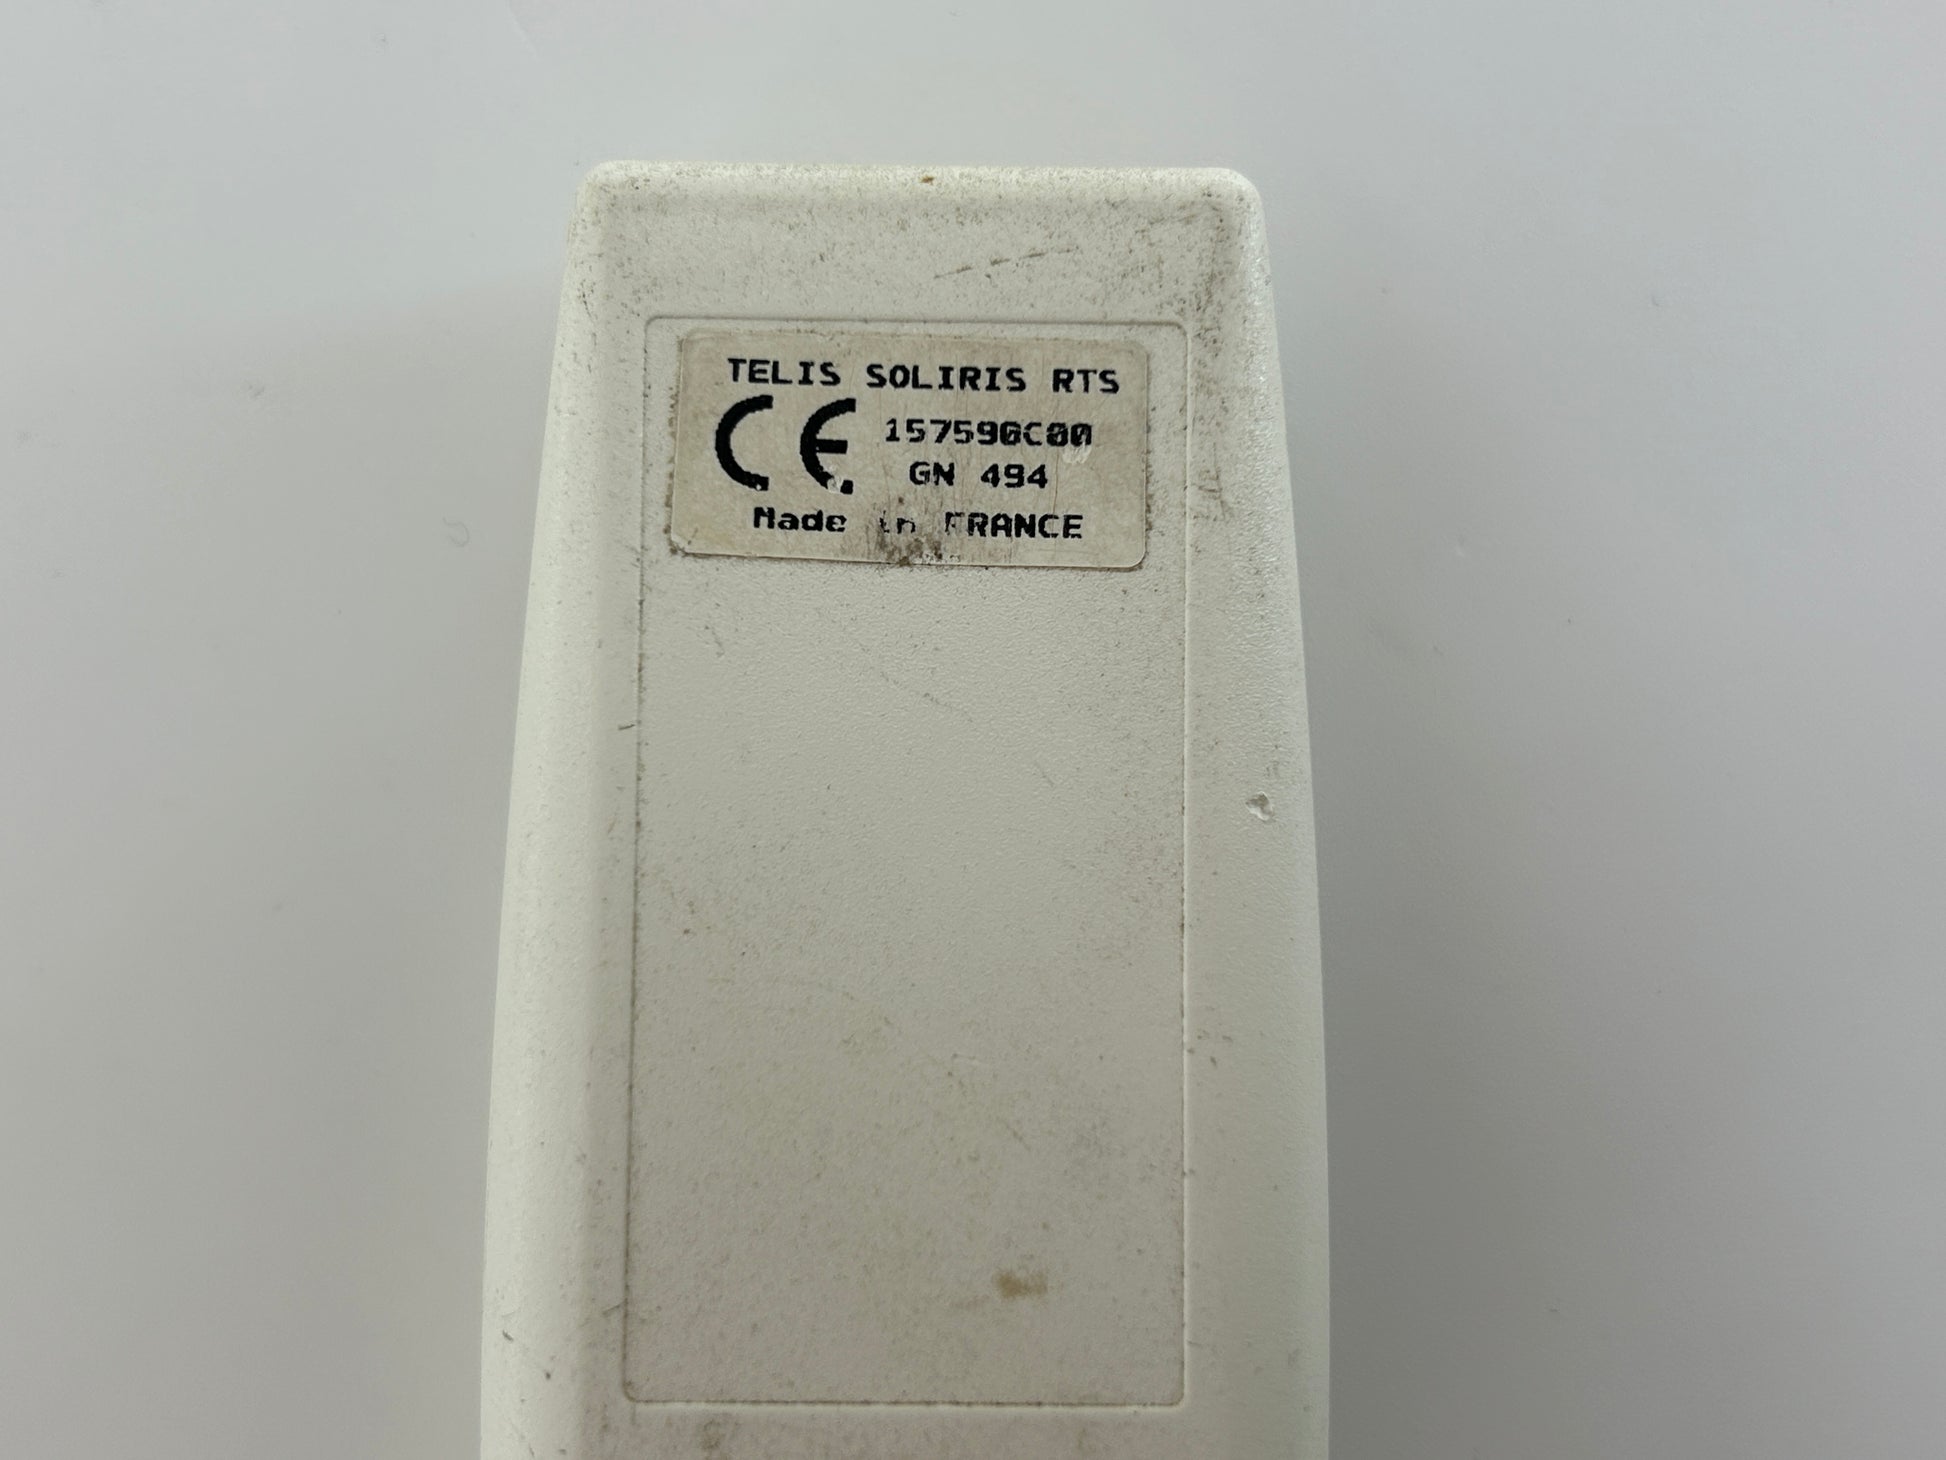 TELIS SOLIRIS RTS
CE 157590C00
GN 494
Made in FRANCE